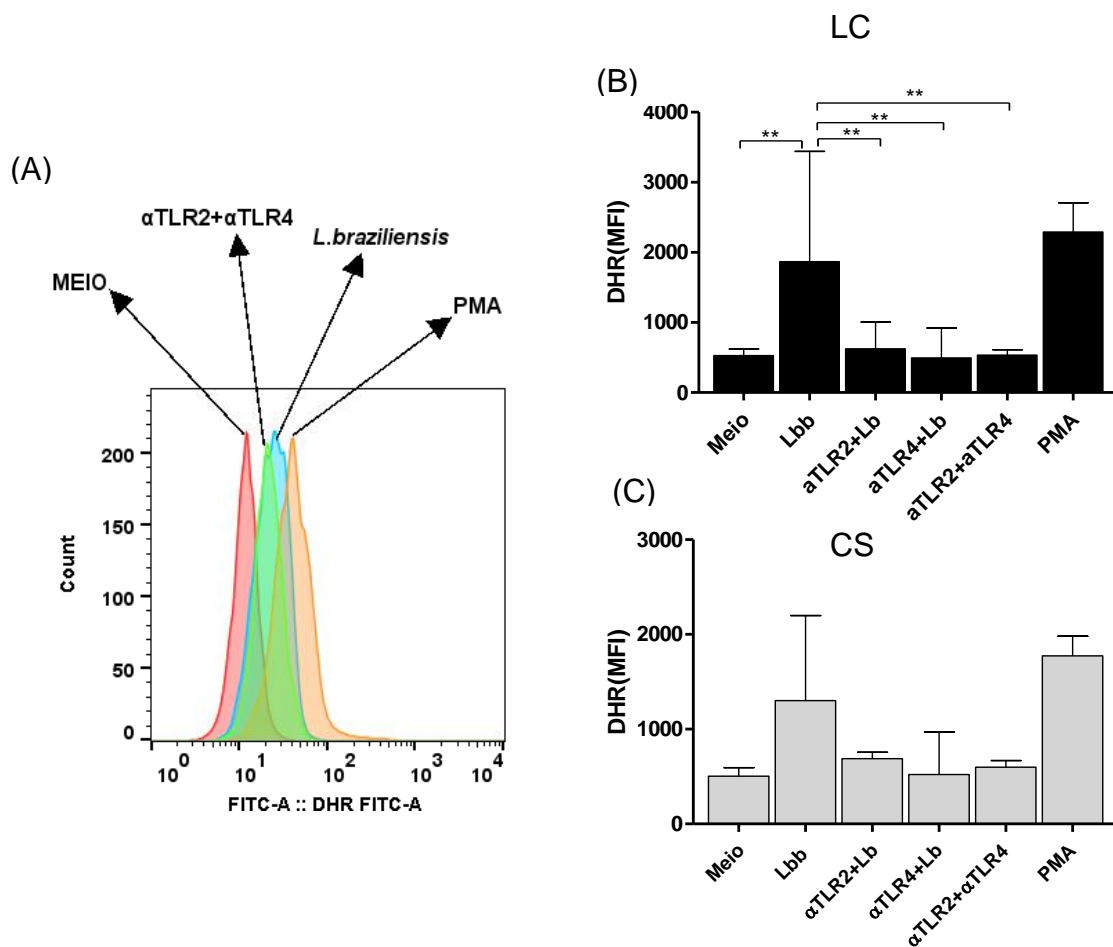 (A)
αTLR2+αTLR4
L.braziliensis
MEIO
PMA
Count
200
150
100
50
0
10^0 10^1 10^2 10^3 10^4
FITC-A :: DHR FITC-A
LC
(B)
DHR(MFI)
4000
3000
2000
1000
0
**
**
**
**
Meio
Lbb
aTLR2+Lb
aTLR4+Lb
aTLR2+aTLR4
PMA
(C)
CS
DHR(MFI)
3000
2000
1000
0
Meio
Lbb
αTLR2+Lb
αTLR4+Lb
αTLR2+αTLR4
PMA